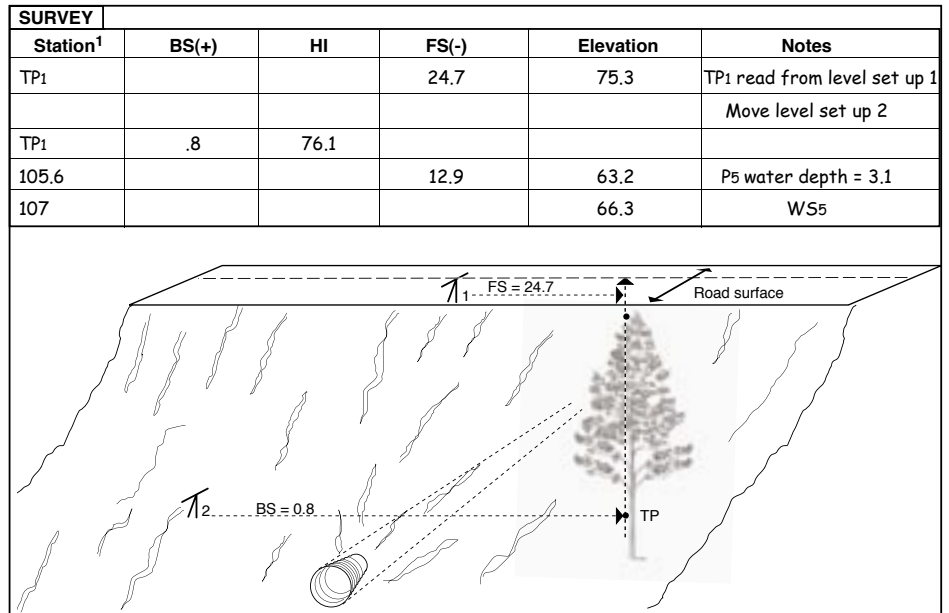 SURVEY
Station1 BS(+) HI FS(-) Elevation Notes
TP1 24.7 75.3 TP1 read from level set up 1
Move level set up 2
TP1 .8 76.1
105.6 12.9 63.2 P5 water depth = 3.1
107 66.3 WS5
1 FS = 24.7 Road surface
2 BS = 0.8 TP